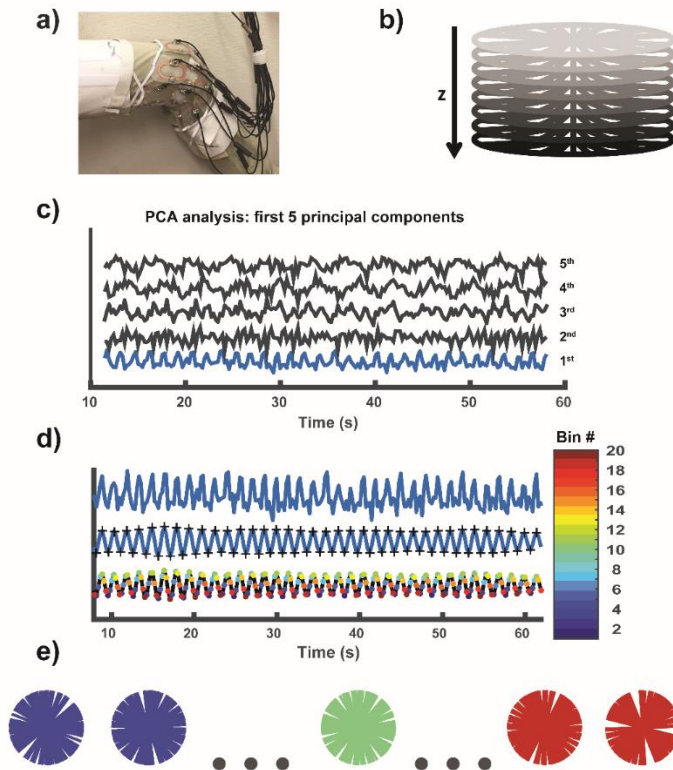 a)
b)
z
c)
PCA analysis: first 5 principal components
5th
4th
3rd
2nd
1st
10 20 30 40 50 60
Time (s)
d)
Bin #
20
18
16
14
12
10
8
6
4
2
10 20 30 40 50 60
Time (s)
e)